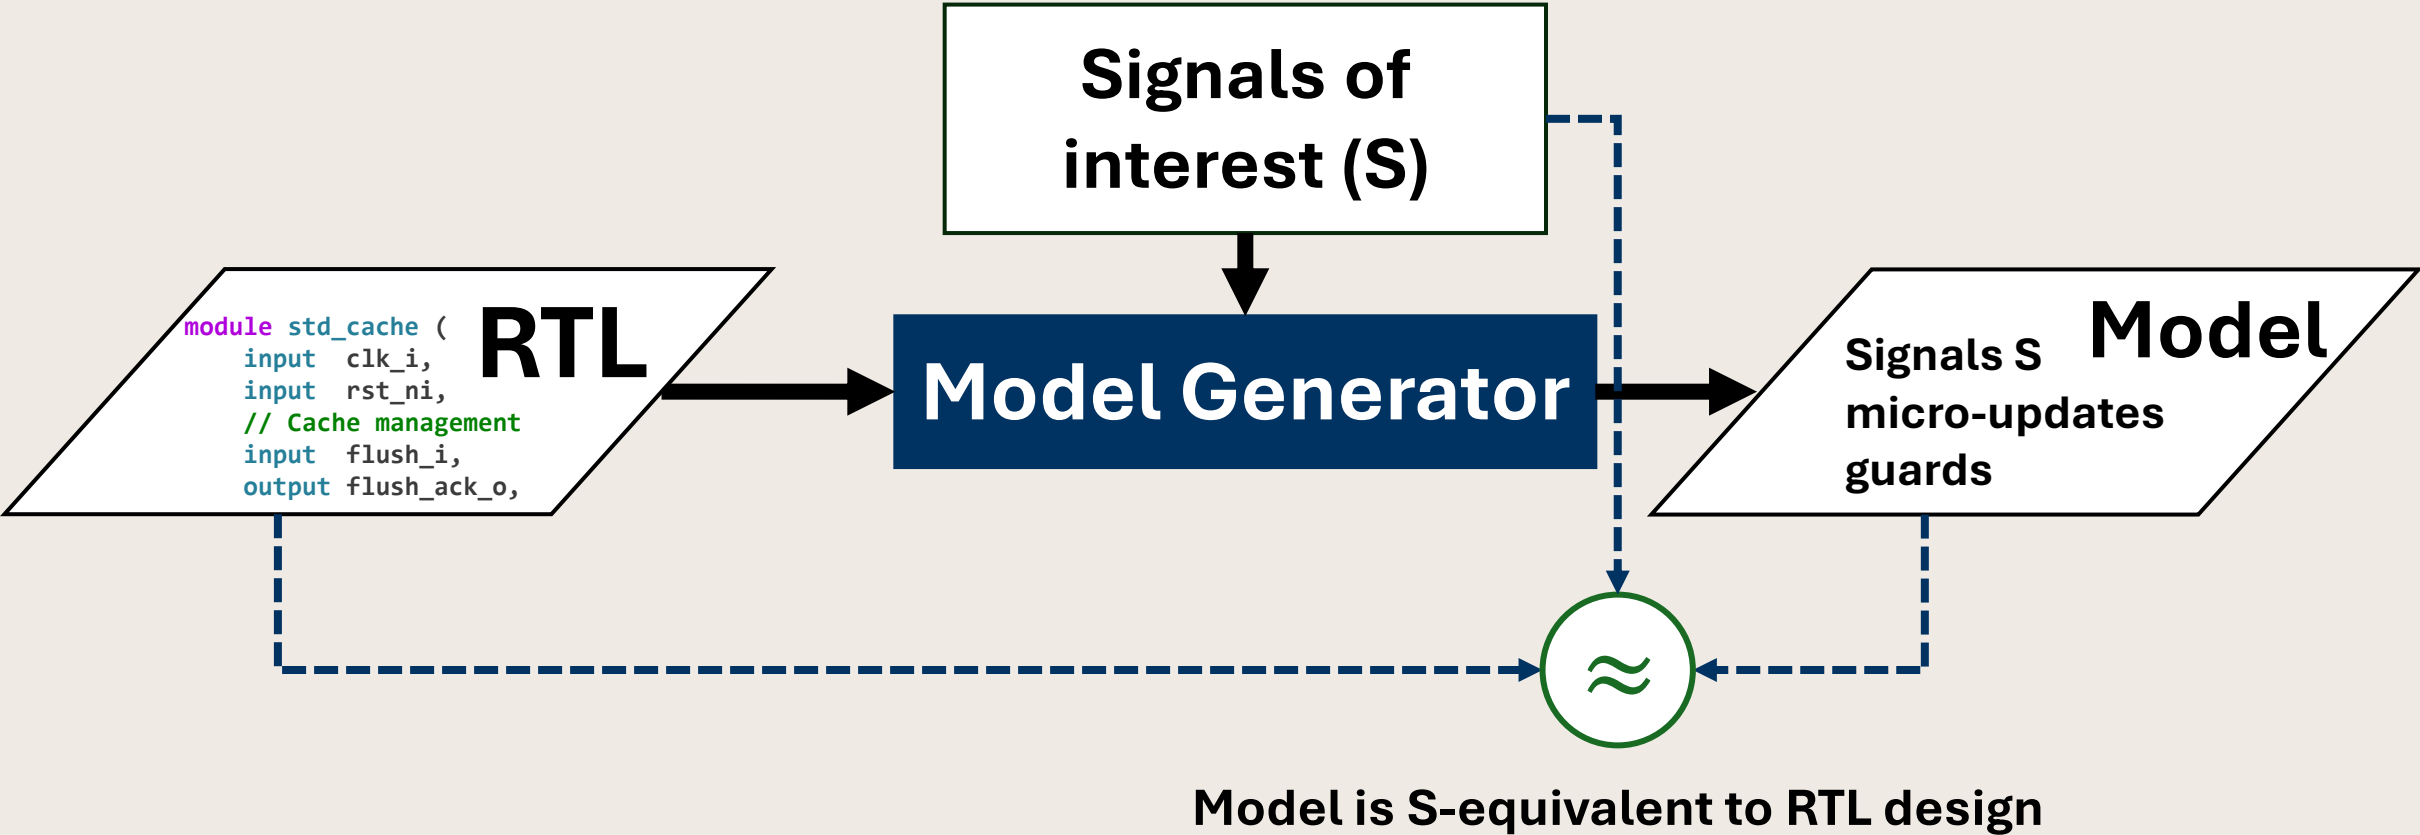 Signals of
interest (S)
RTL
module std_cache (
    input  clk_i,
    input  rst_ni,
    // Cache management
    input  flush_i,
    output flush_ack_o,
Model Generator
Model
Signals S
micro-updates
guards
≈
Model is S-equivalent to RTL design